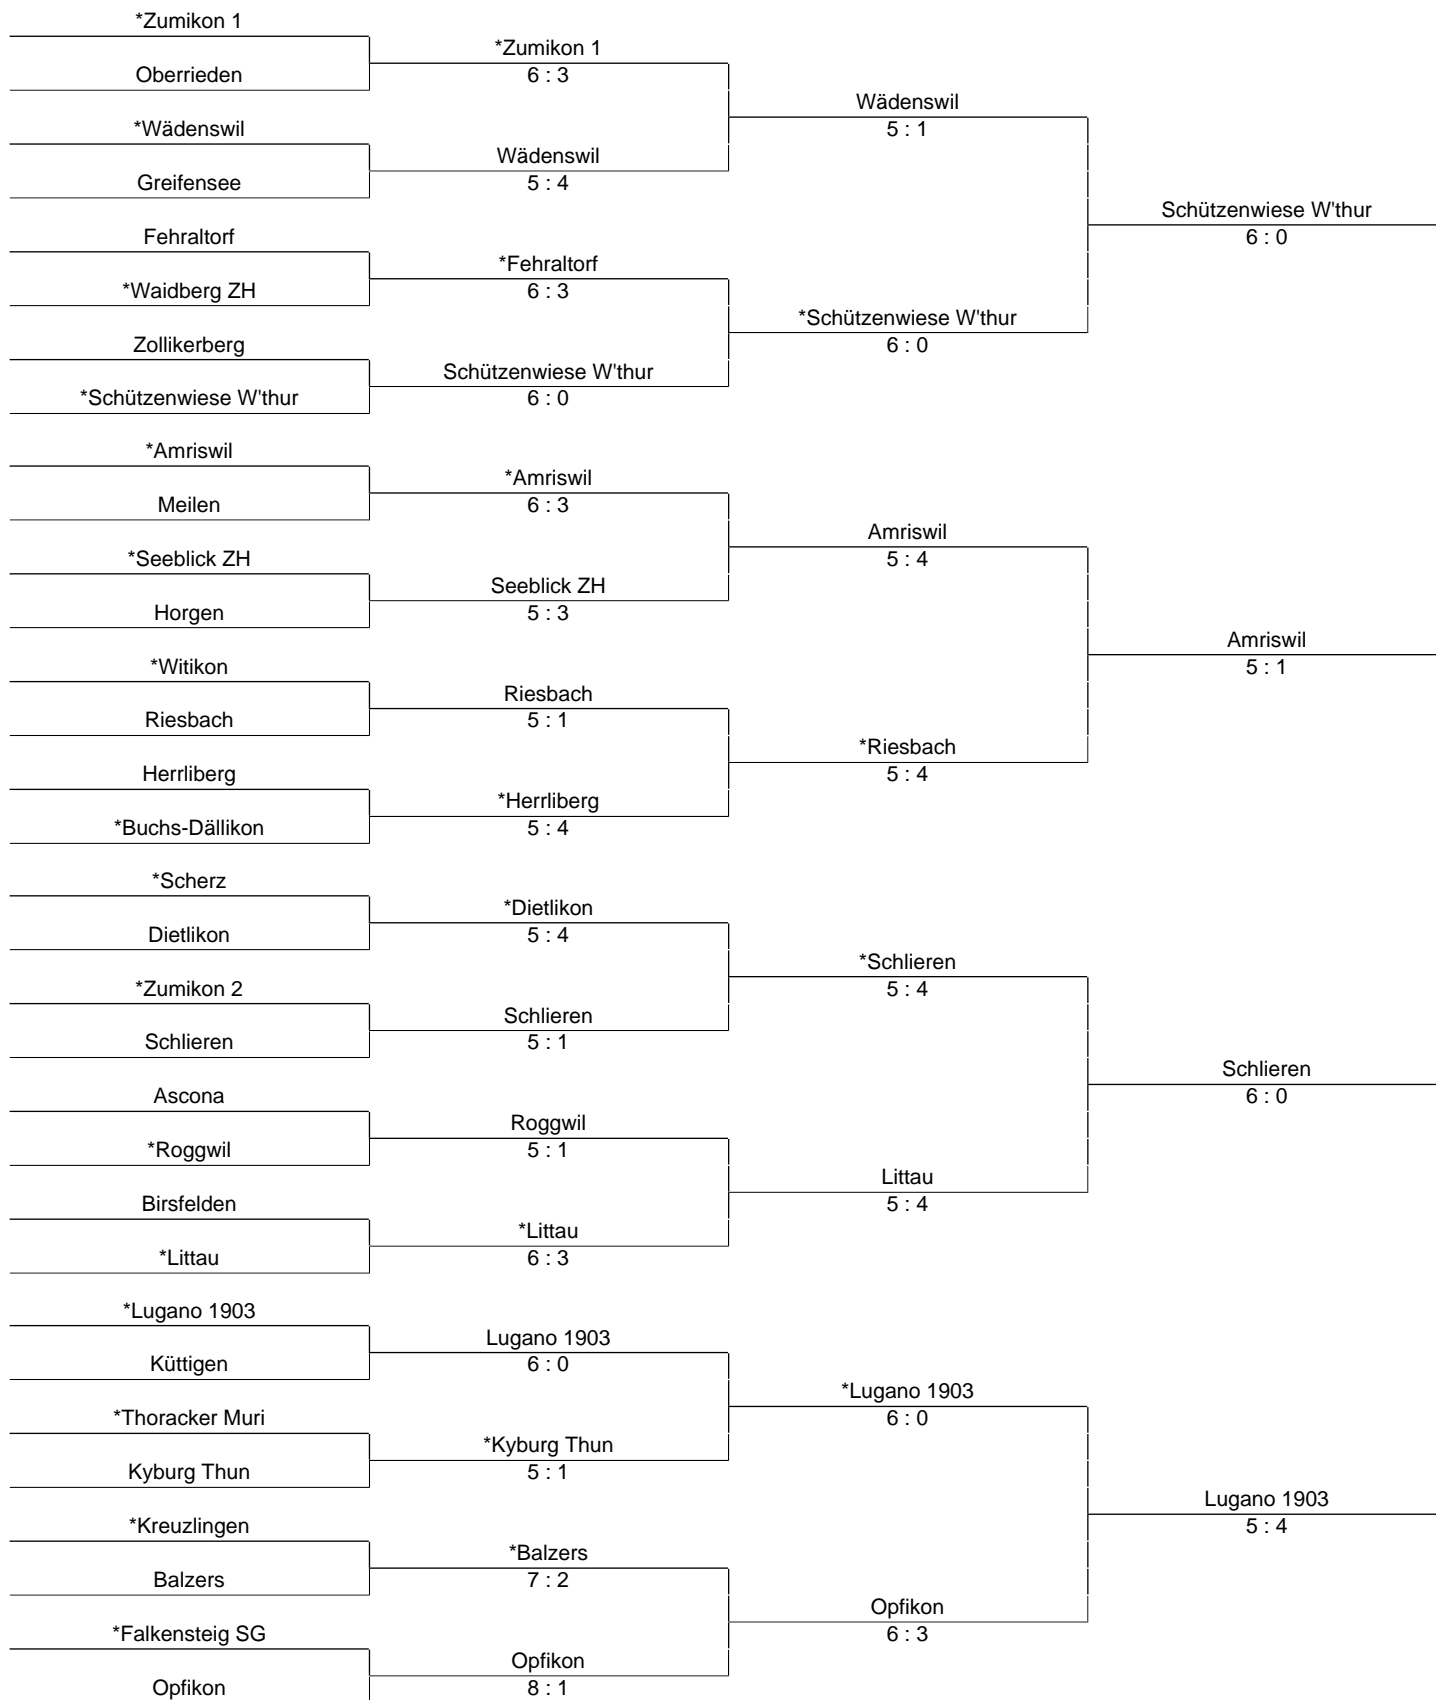 *Zumikon 1
Oberrieden
*Wädenswil
Greifensee
Fehraltorf
*Waidberg ZH
Zollikerberg
*Schützenwiese W'thur
*Amriswil
Meilen
*Seeblick ZH
Horgen
*Witikon
Riesbach
Herrliberg
*Buchs-Dällikon
*Scherz
Dietlikon
*Zumikon 2
Schlieren
Ascona
*Roggwil
Birsfelden
*Littau
*Lugano 1903
Küttigen
*Thoracker Muri
Kyburg Thun
*Kreuzlingen
Balzers
*Falkensteig SG
Opfikon
*Zumikon 1
6 : 3
Wädenswil
5 : 4
*Fehraltorf
6 : 3
Schützenwiese W'thur
6 : 0
*Amriswil
6 : 3
Seeblick ZH
5 : 3
Riesbach
5 : 1
*Herrliberg
5 : 4
*Dietlikon
5 : 4
Schlieren
5 : 1
Roggwil
5 : 1
*Littau
6 : 3
Lugano 1903
6 : 0
*Kyburg Thun
5 : 1
*Balzers
7 : 2
Opfikon
8 : 1
Wädenswil
5 : 1
*Schützenwiese W'thur
6 : 0
Amriswil
5 : 4
*Riesbach
5 : 4
*Schlieren
5 : 4
Littau
5 : 4
*Lugano 1903
6 : 0
Opfikon
6 : 3
Schützenwiese W'thur
6 : 0
Amriswil
5 : 1
Schlieren
6 : 0
Lugano 1903
5 : 4